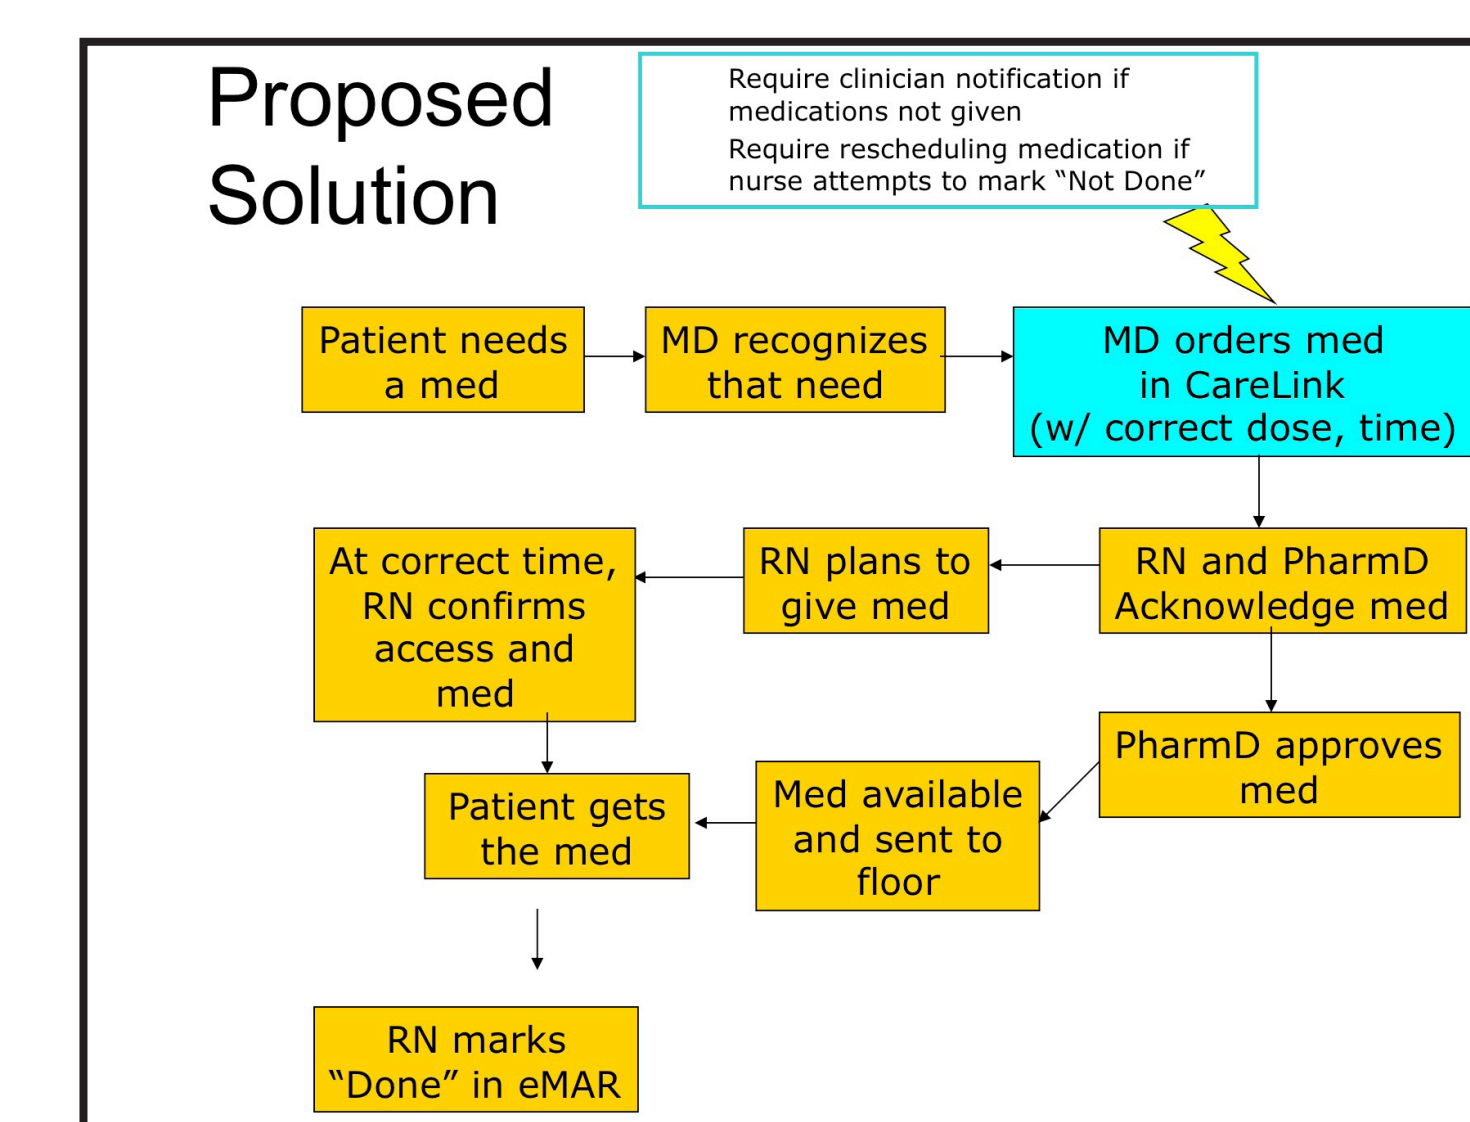 Proposed
Solution
Require clinician notification if
medications not given
Require rescheduling medication if
nurse attempts to mark “Not Done”
Patient needs
a med
MD recognizes
that need
MD orders med
in CareLink
(w/ correct dose, time)
At correct time,
RN confirms
access and
med
RN plans to
give med
RN and PharmD
Acknowledge med
PharmD approves
med
Med available
and sent to
floor
Patient gets
the med
RN marks
“Done” in eMAR